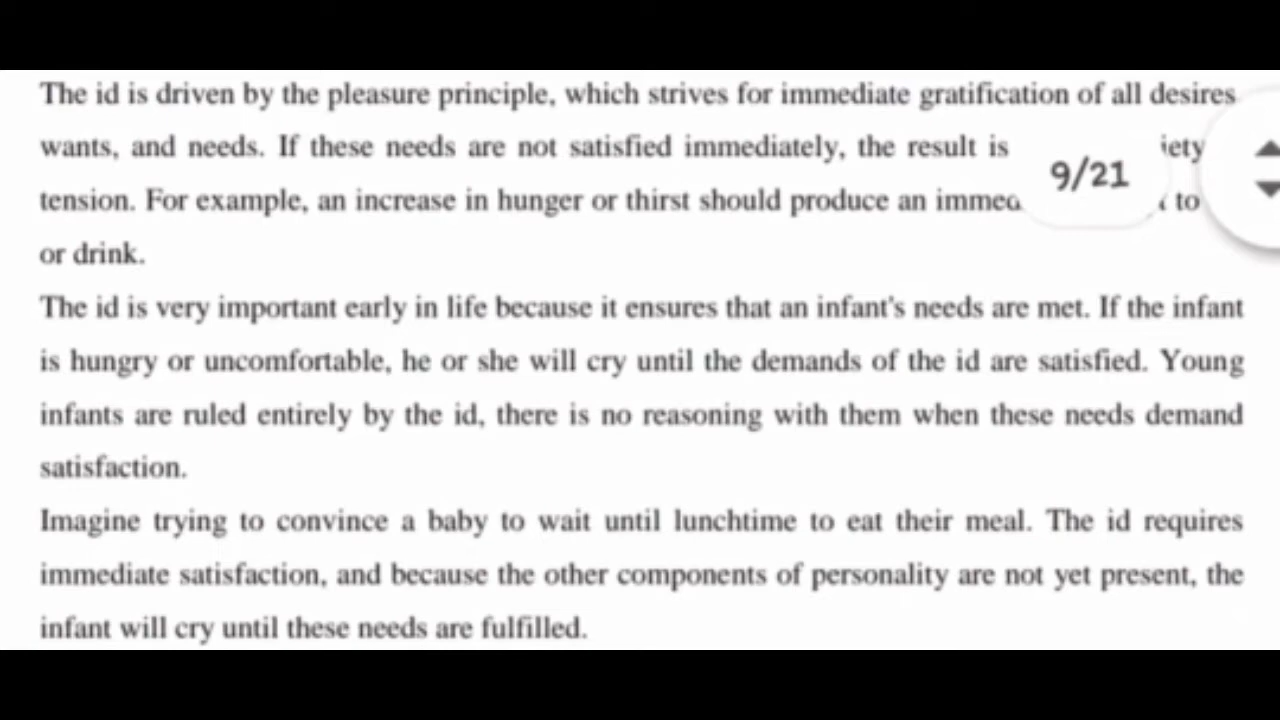 The id is driven by the pleasure principle, which strives for immediate gratification of all desires
wants, and needs. If these needs are not satisfied immediately, the result is
9/21
tension. For example, an increase in hunger or thirst should produce an to
or drink.
The id is very important early in life because it ensures that an infant's needs are met. If the infant
is hungry or uncomfortable, he or she will cry until the demands of the id are satisfied. Young
infants are ruled entirely by the id, there is no reasoning with them when these needs demand
satisfaction.
Imagine trying to convince a baby to wait until lunchtime to eat their meal. The id requires
immediate satisfaction, and because the other components of personality are not yet present, the
infant will cry until these needs are fulfilled.